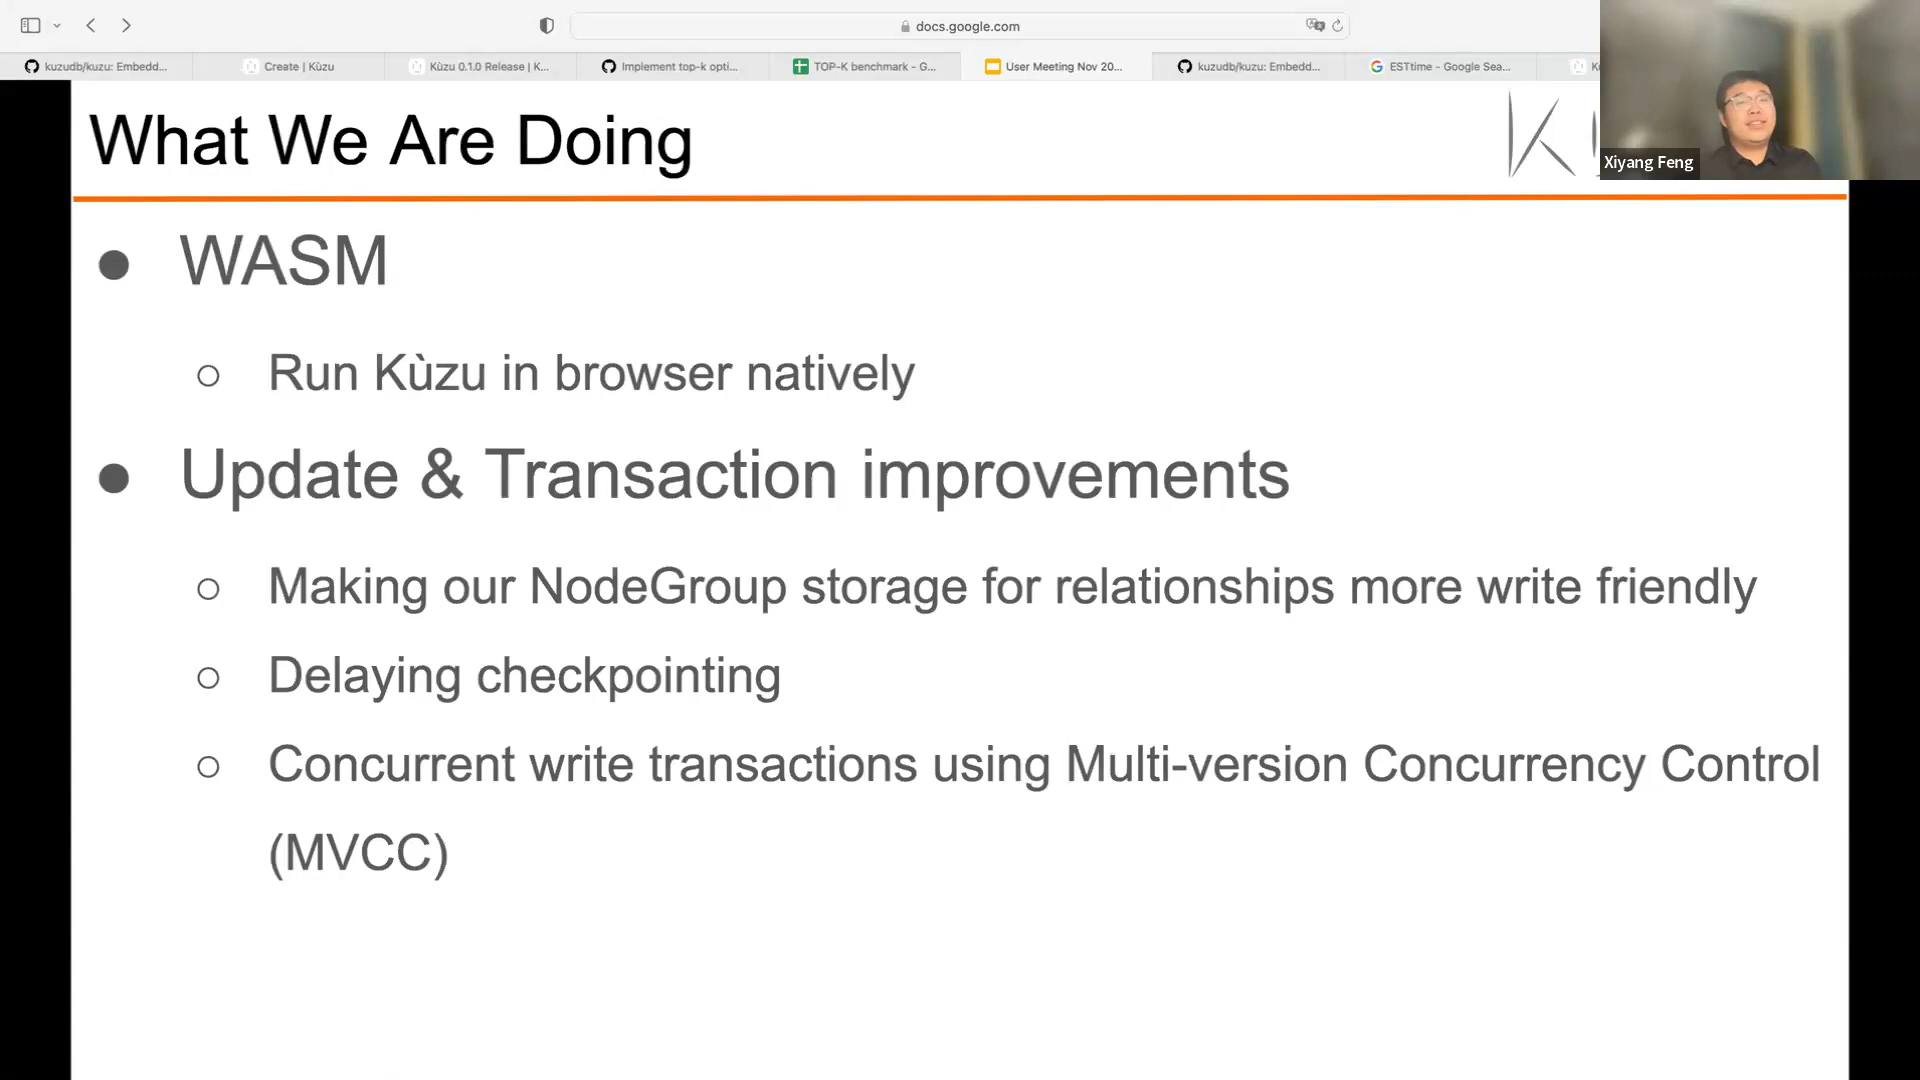 docs.google.com
kuzudb/kuzu: Embedd...
Create | Kùzu
Kùzu 0.1.0 Release | K...
Implement top-k opti...
TOP-K benchmark - G...
User Meeting Nov 20...
kuzudb/kuzu: Embedd...
ESTtime - Google Sea...
What We Are Doing
Xiyang Feng
● WASM
○ Run Kùzu in browser natively
● Update & Transaction improvements
○ Making our NodeGroup storage for relationships more write friendly
○ Delaying checkpointing
○ Concurrent write transactions using Multi-version Concurrency Control
(MVCC)